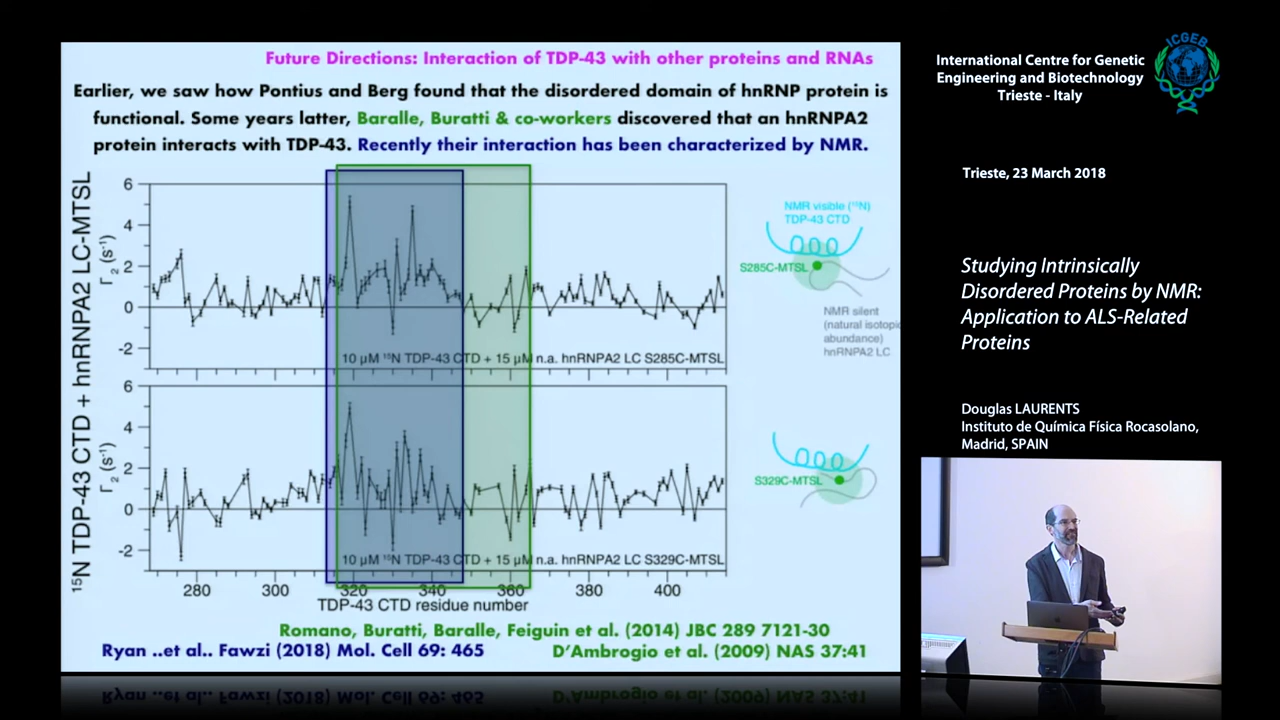 Future Directions: Interaction of TDP-43 with other proteins and RNAs
Earlier, we saw how Pontius and Berg found that the disordered domain of hnRNP protein is
functional. Some years latter, Baralle, Buratti & co-workers discovered that an hnRNPA2
protein interacts with TDP-43. Recently their interaction has been characterized by NMR.
15N TDP-43 CTD + hnRNPA2 LC-MTSL
Γ2 (s-1)
6
4
2
0
-2
10 µM 15N TDP-43 CTD + 15 µM n.a. hnRNPA2 LC S285C-MTSL
NMR visible (15N)
TDP-43 CTD
S285C-MTSL
NMR silent
(natural isotopic
abundance)
hnRNPA2 LC
Γ2 (s-1)
6
4
2
0
-2
10 µM 15N TDP-43 CTD + 15 µM n.a. hnRNPA2 LC S329C-MTSL
S329C-MTSL
280 300 320 340 360 380 400
TDP-43 CTD residue number
Romano, Buratti, Baralle, Feiguin et al. (2014) JBC 289 7121-30
Ryan ..et al.. Fawzi (2018) Mol. Cell 69: 465
D'Ambrogio et al. (2009) NAS 37:41
ICGEB
International Centre for Genetic
Engineering and Biotechnology
Trieste - Italy
Trieste, 23 March 2018
Studying Intrinsically
Disordered Proteins by NMR:
Application to ALS-Related
Proteins
Douglas LAURENTS
Instituto de Química Física Rocasolano,
Madrid, SPAIN